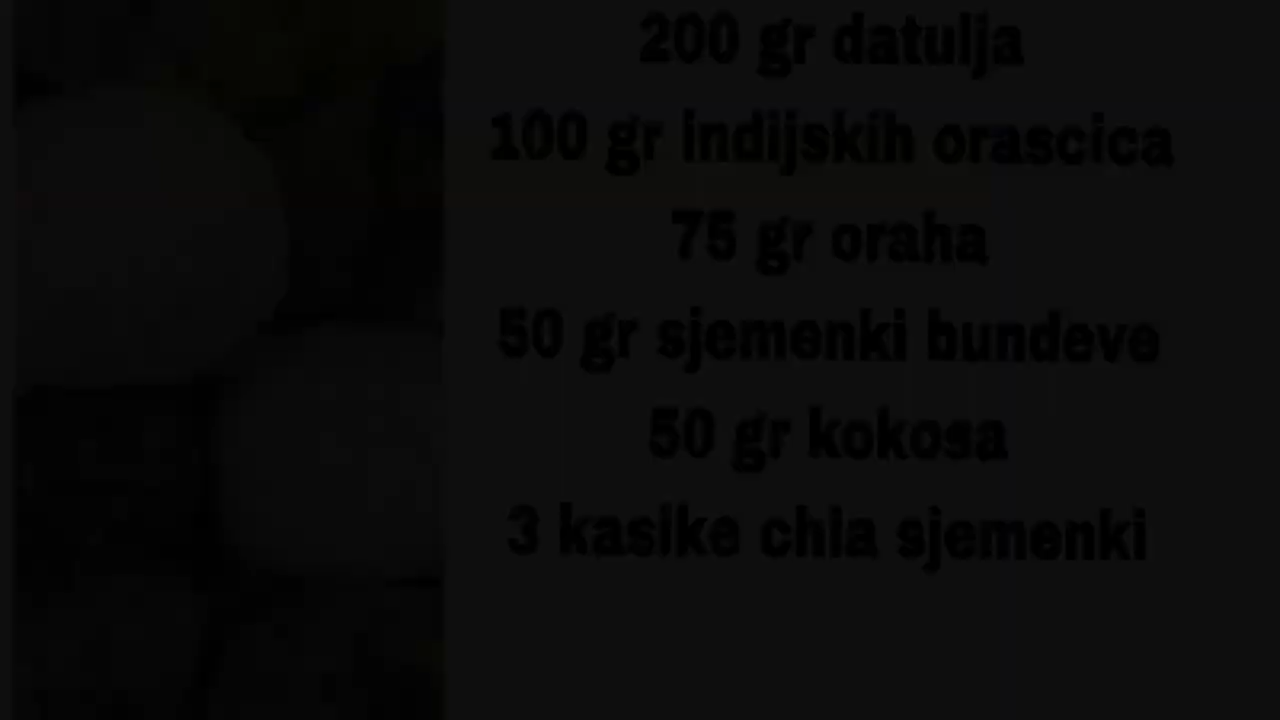 200 gr datulja
100 gr indijskih orascica
75 gr oraha
50 gr sjemenki bundeve
50 gr kokosa
3 kasike chia sjemenki